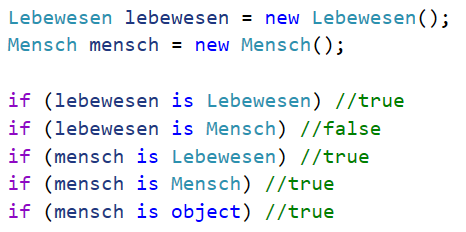 Lebewesen lebewesen = new Lebewesen();
Mensch mensch = new Mensch();
if (lebewesen is Lebewesen) //true
if (lebewesen is Mensch) //false
if (mensch is Lebewesen) //true
if (mensch is Mensch) //true
if (mensch is object) //true